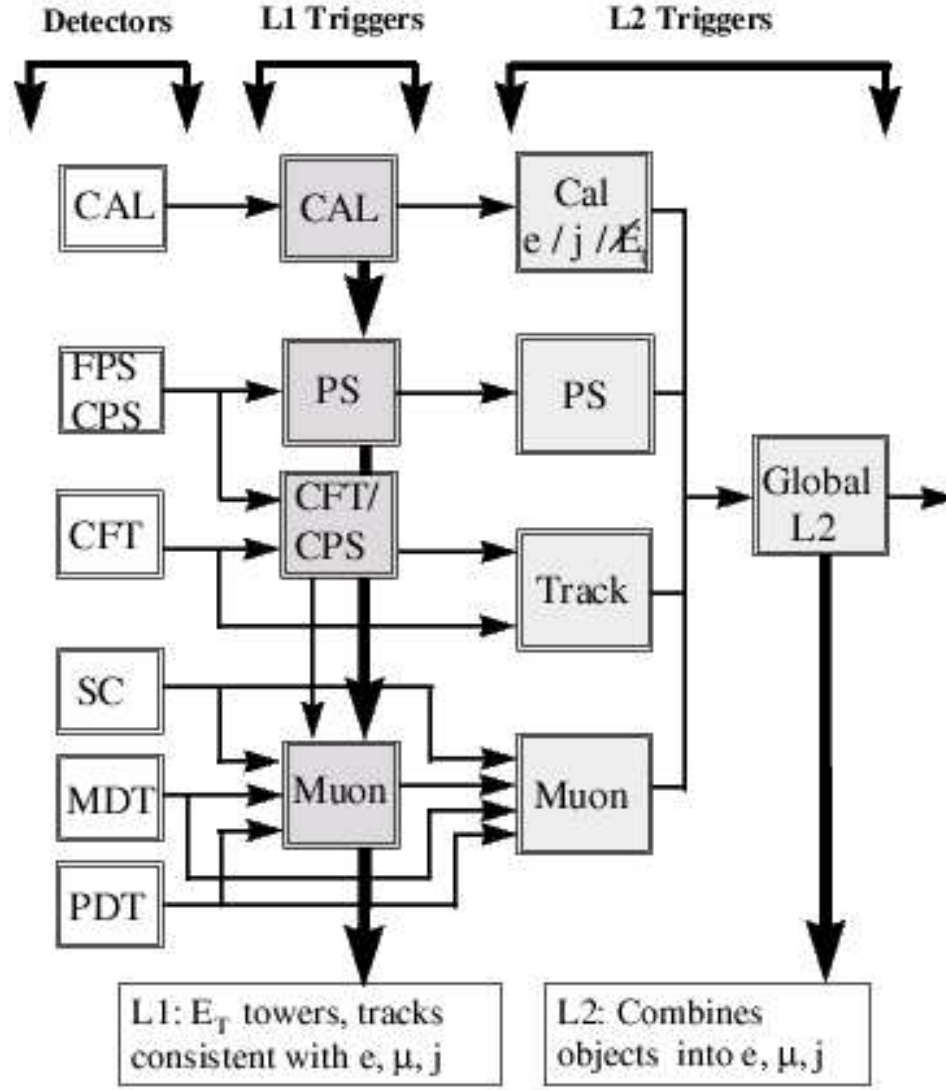 Detectors
L1 Triggers
L2 Triggers
CAL
CAL
Cal
e / j / E̸t
FPS
CPS
PS
PS
CFT
CFT/
CPS
Track
Global
L2
SC
MDT
PDT
Muon
Muon
L1: ET towers, tracks
consistent with e, μ, j
L2: Combines
objects into e, μ, j